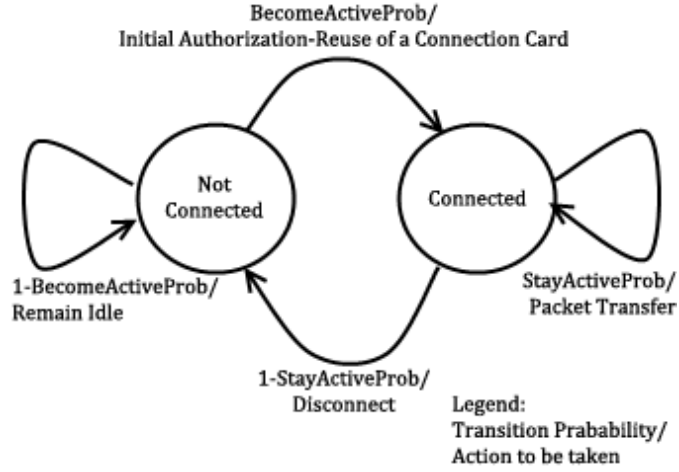 BecomeActiveProb/
Initial Authorization-Reuse of a Connection Card
Not
Connected
Connected
1-BecomeActiveProb/
Remain Idle
StayActiveProb/
Packet Transfer
1-StayActiveProb/
Disconnect
Legend:
Transition Prabability/
Action to be taken